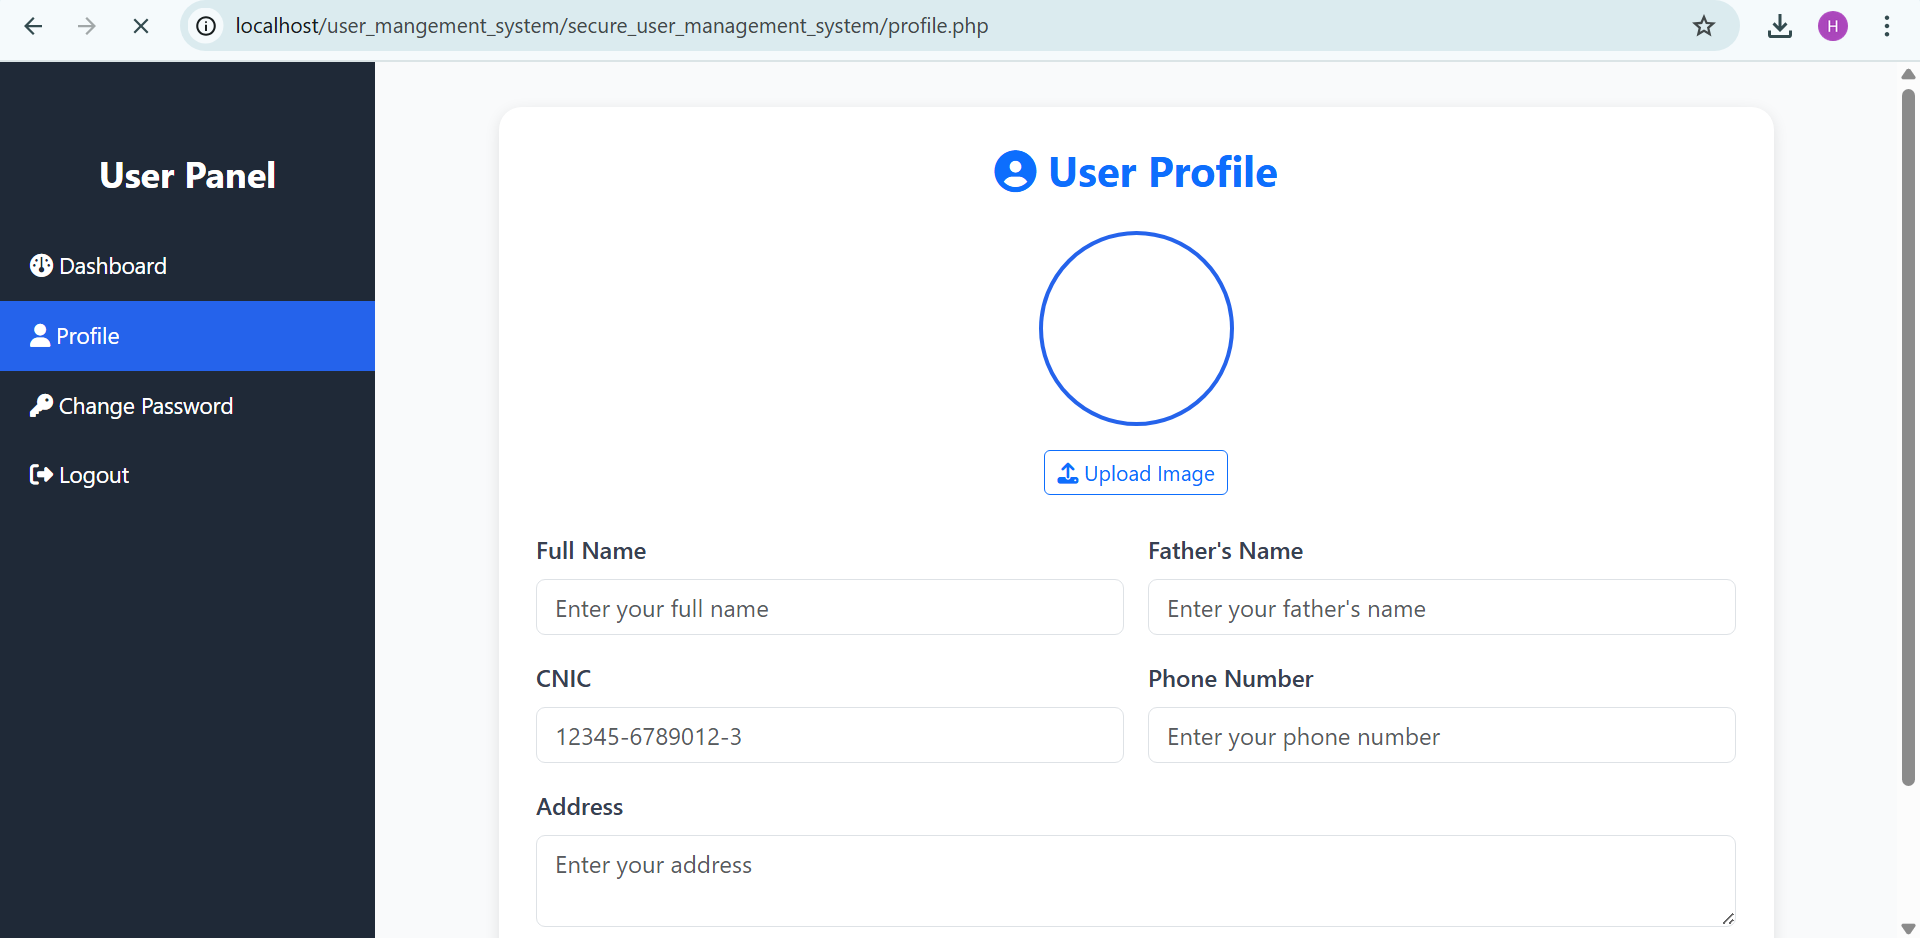 localhost/user_mangement_system/secure_user_management_system/profile.php
H
User Panel
Dashboard
Profile
Change Password
Logout
User Profile
Upload Image
Full Name
Father's Name
Enter your full name
Enter your father's name
CNIC
Phone Number
12345-6789012-3
Enter your phone number
Address
Enter your address